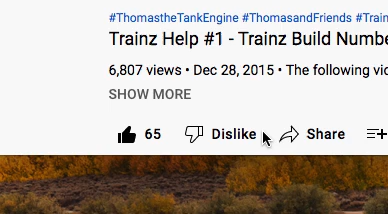 #ThomastheTankEngine #ThomasandFriends #Train
Trainz Help #1 - Trainz Build Numbe
6,807 views • Dec 28, 2015 • The following vid
SHOW MORE
65 Dislike Share